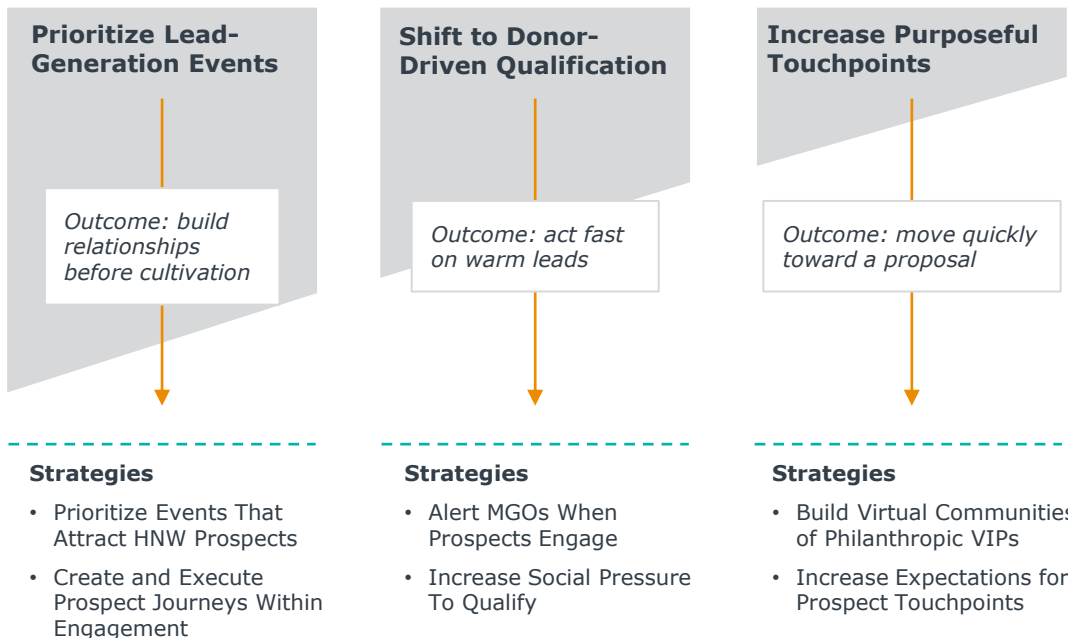 Prioritize Lead-
Generation Events
Outcome: build
relationships
before cultivation
Strategies
• Prioritize Events That
Attract HNW Prospects
• Create and Execute
Prospect Journeys Within
Engagement
Shift to Donor-
Driven Qualification
Outcome: act fast
on warm leads
Strategies
• Alert MGOs When
Prospects Engage
• Increase Social Pressure
To Qualify
Increase Purposeful
Touchpoints
Outcome: move quickly
toward a proposal
Strategies
• Build Virtual Communities
of Philanthropic VIPs
• Increase Expectations for
Prospect Touchpoints